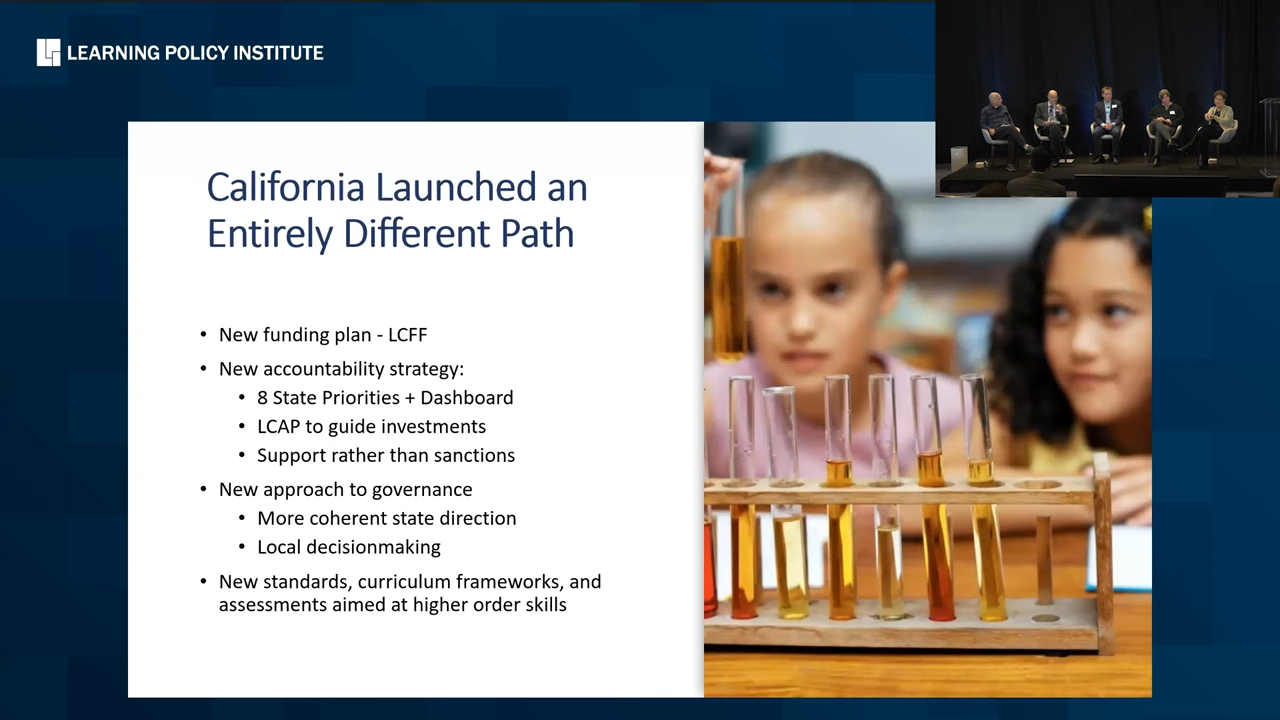 LEARNING POLICY INSTITUTE
California Launched an
Entirely Different Path
• New funding plan - LCFF
• New accountability strategy:
• 8 State Priorities + Dashboard
• LCAP to guide investments
• Support rather than sanctions
• New approach to governance
• More coherent state direction
• Local decisionmaking
• New standards, curriculum frameworks, and
assessments aimed at higher order skills